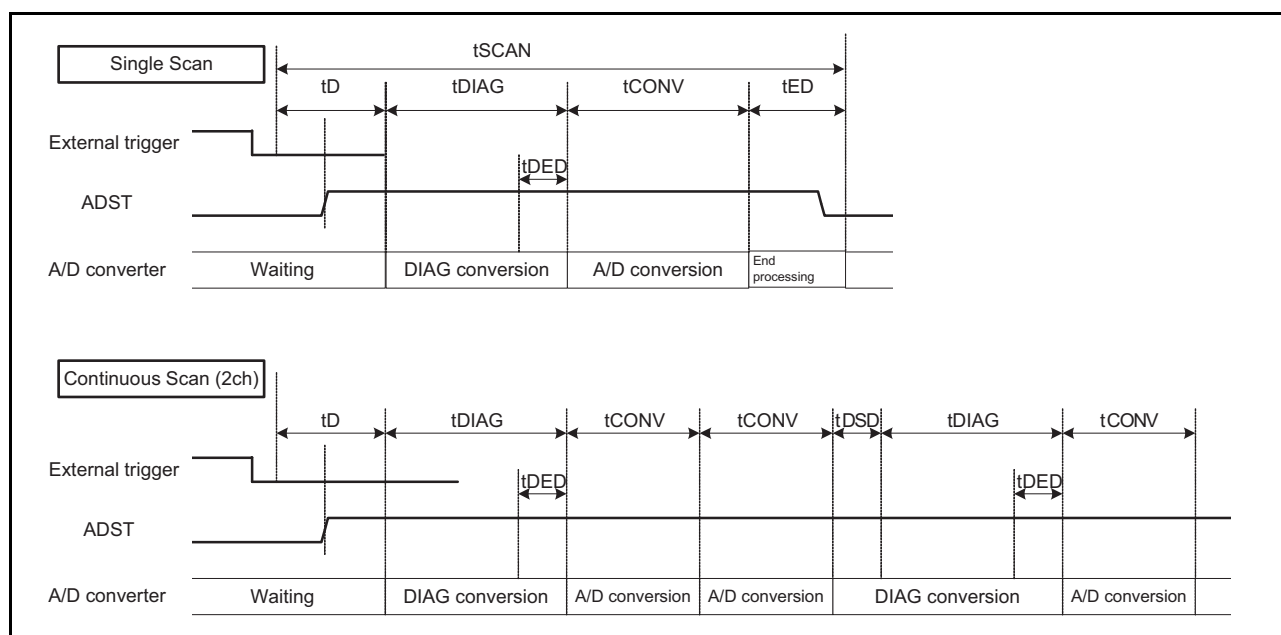 Single Scan
tSCAN
tD tDIAG tCONV tED
External trigger
tDED
ADST
A/D converter Waiting DIAG conversion A/D conversion End
processing
Continuous Scan (2ch)
tD tDIAG tCONV tCONV tDSD tDIAG tCONV
External trigger
tDED tDED
ADST
A/D converter Waiting DIAG conversion A/D conversion A/D conversion DIAG conversion A/D conversion